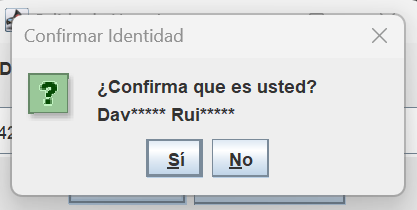 Confirmar Identidad
¿Confirma que es usted?
Dav***** Rui*****
Sí
No